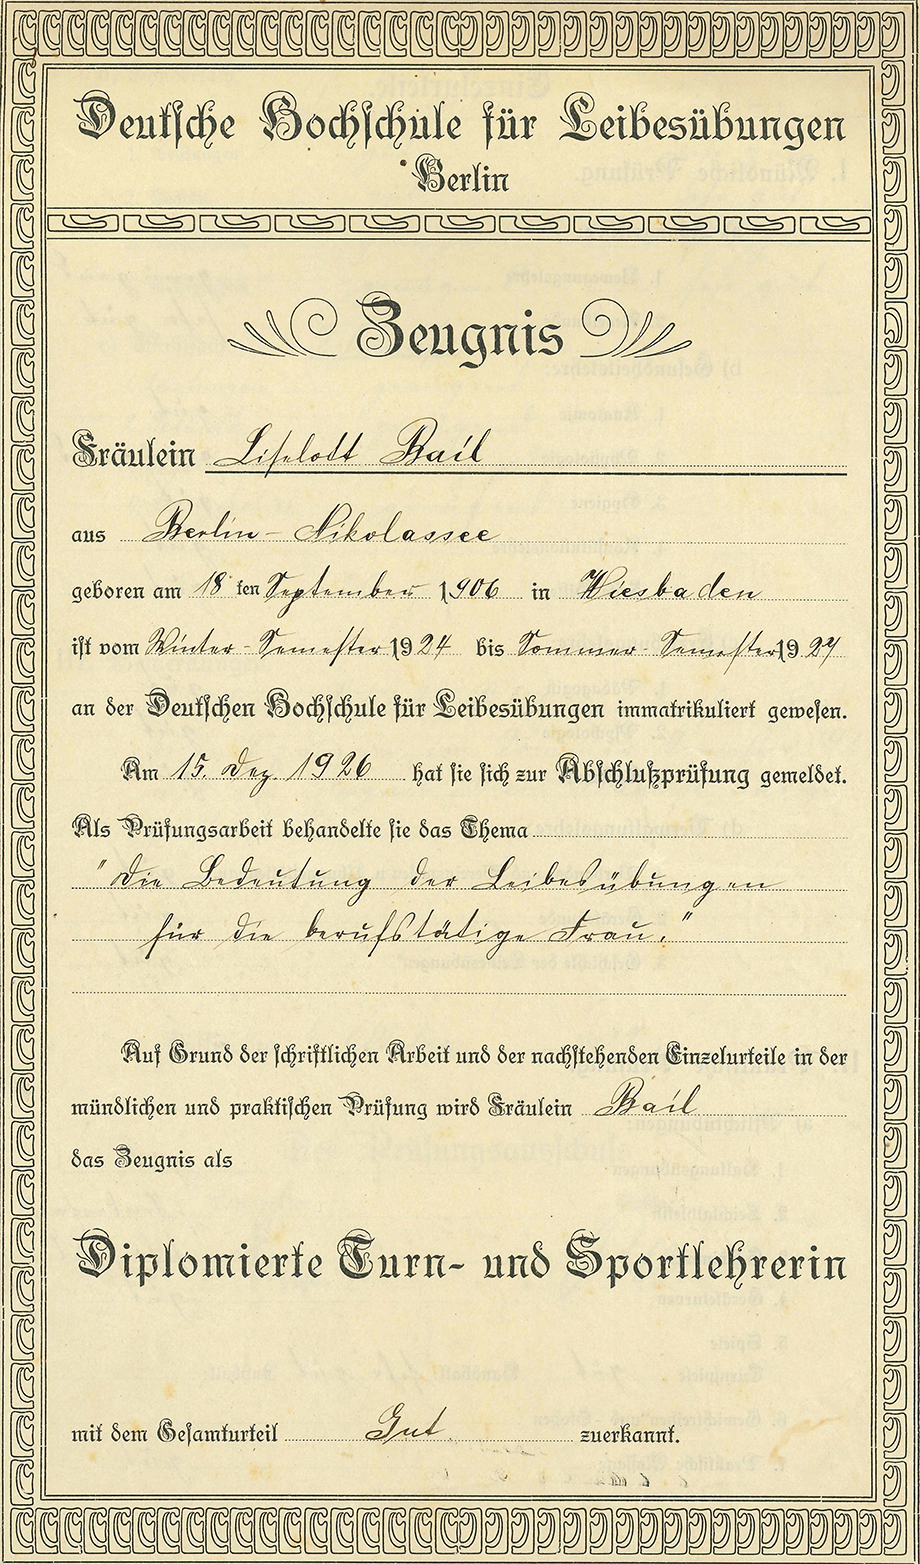 Deutsche Hochschule für Leibesübungen
Berlin
Zeugnis
Fräulein Liselott Bail
aus Berlin-Nikolassee
geboren am 18 ten September 1906 in Wiesbaden
ist vom Winter-Semester 1924 bis Sommer-Semester 1927
an der Deutschen Hochschule für Leibesübungen immatrikuliert gewesen.
Am 15. Dez. 1926 hat sie sich zur Abschlußprüfung gemeldet.
Als Prüfungsarbeit behandelte sie das Thema
"Die Bedeutung der Leibesübungen
für die berufstätige Frau."
Auf Grund der schriftlichen Arbeit und der nachstehenden Einzelurteile in der
mündlichen und praktischen Prüfung wird Fräulein Bail
das Zeugnis als
Diplomierte Turn- und Sportlehrerin
mit dem Gesamturteil Gut zuerkannt.